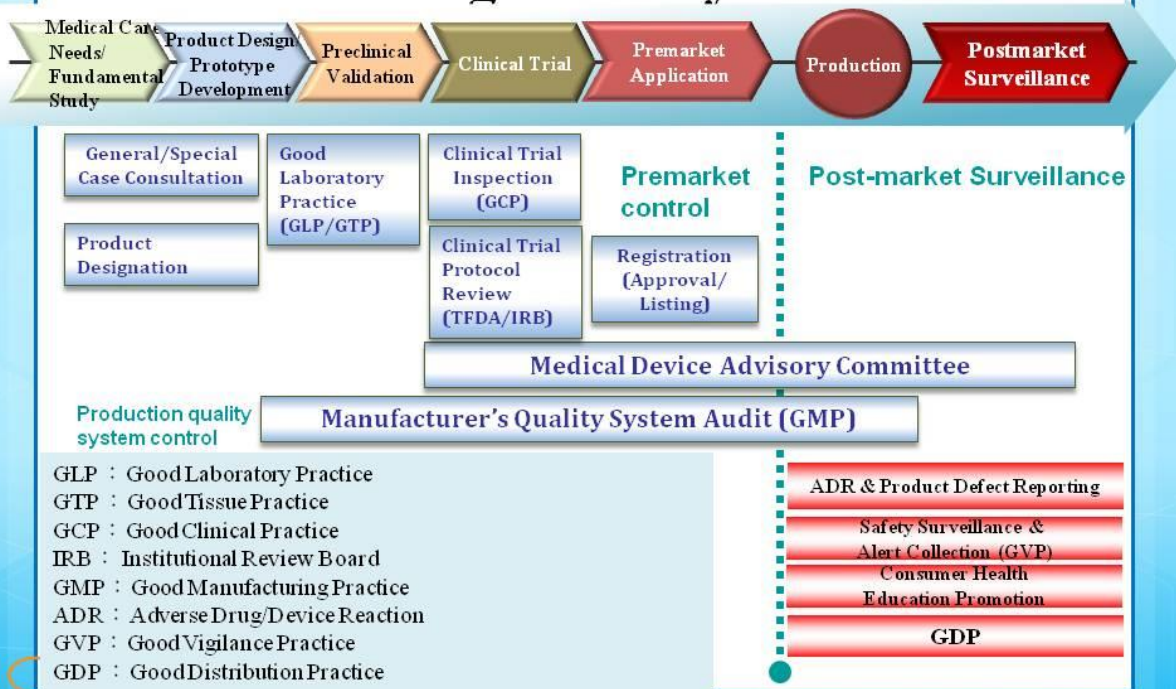 Medical Care
Needs/
Fundamental
Study
Product Design/
Prototype
Development
Preclinical
Validation
Clinical Trial
Premarket
Application
Production
Postmarket
Surveillance
General/Special
Case Consultation
Good
Laboratory
Practice
(GLP/GTP)
Clinical Trial
Inspection
(GCP)
Premarket
control
Post-market Surveillance
Product
Designation
Clinical Trial
Protocol
Review
(TFDA/IRB)
Registration
(Approval/
Listing)
Medical Device Advisory Committee
Production quality
system control
Manufacturer's Quality System Audit (GMP)
GLP : Good Laboratory Practice
GTP : Good Tissue Practice
GCP : Good Clinical Practice
IRB : Institutional Review Board
GMP : Good Manufacturing Practice
ADR : Adverse Drug/Device Reaction
GVP : Good Vigilance Practice
GDP : Good Distribution Practice
ADR & Product Defect Reporting
Safety Surveillance &
Alert Collection (GVP)
Consumer Health
Education Promotion
GDP